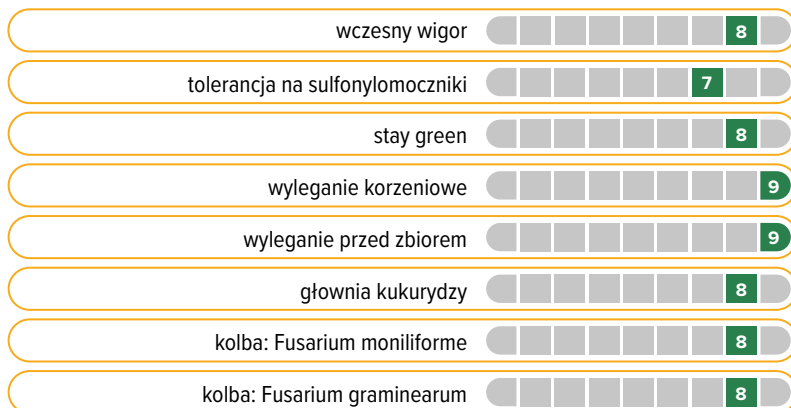 wczesny wigor 8
tolerancja na sulfonylomoczniki 7
stay green 8
wyleganie korzeniowe 9
wyleganie przed zbiorem 9
głownia kukurydzy 8
kolba: Fusarium moniliforme 8
kolba: Fusarium graminearum 8